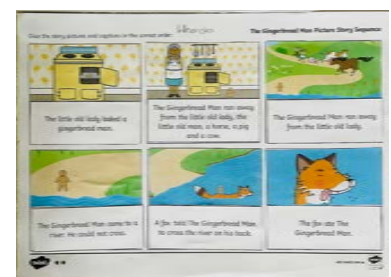 Glue the story pictures and captions in the correct order.
The Gingerbread Man Picture Story Sequence
The little old lady baked a
gingerbread man.
The Gingerbread Man ran away
from the little old lady, the
little old man, a horse, a pig
and a cow.
The Gingerbread Man ran away
from the little old lady.
The Gingerbread Man came to a
river. He could not cross.
A fox told The Gingerbread Man
to cross the river on his back.
The fox ate The
Gingerbread Man.